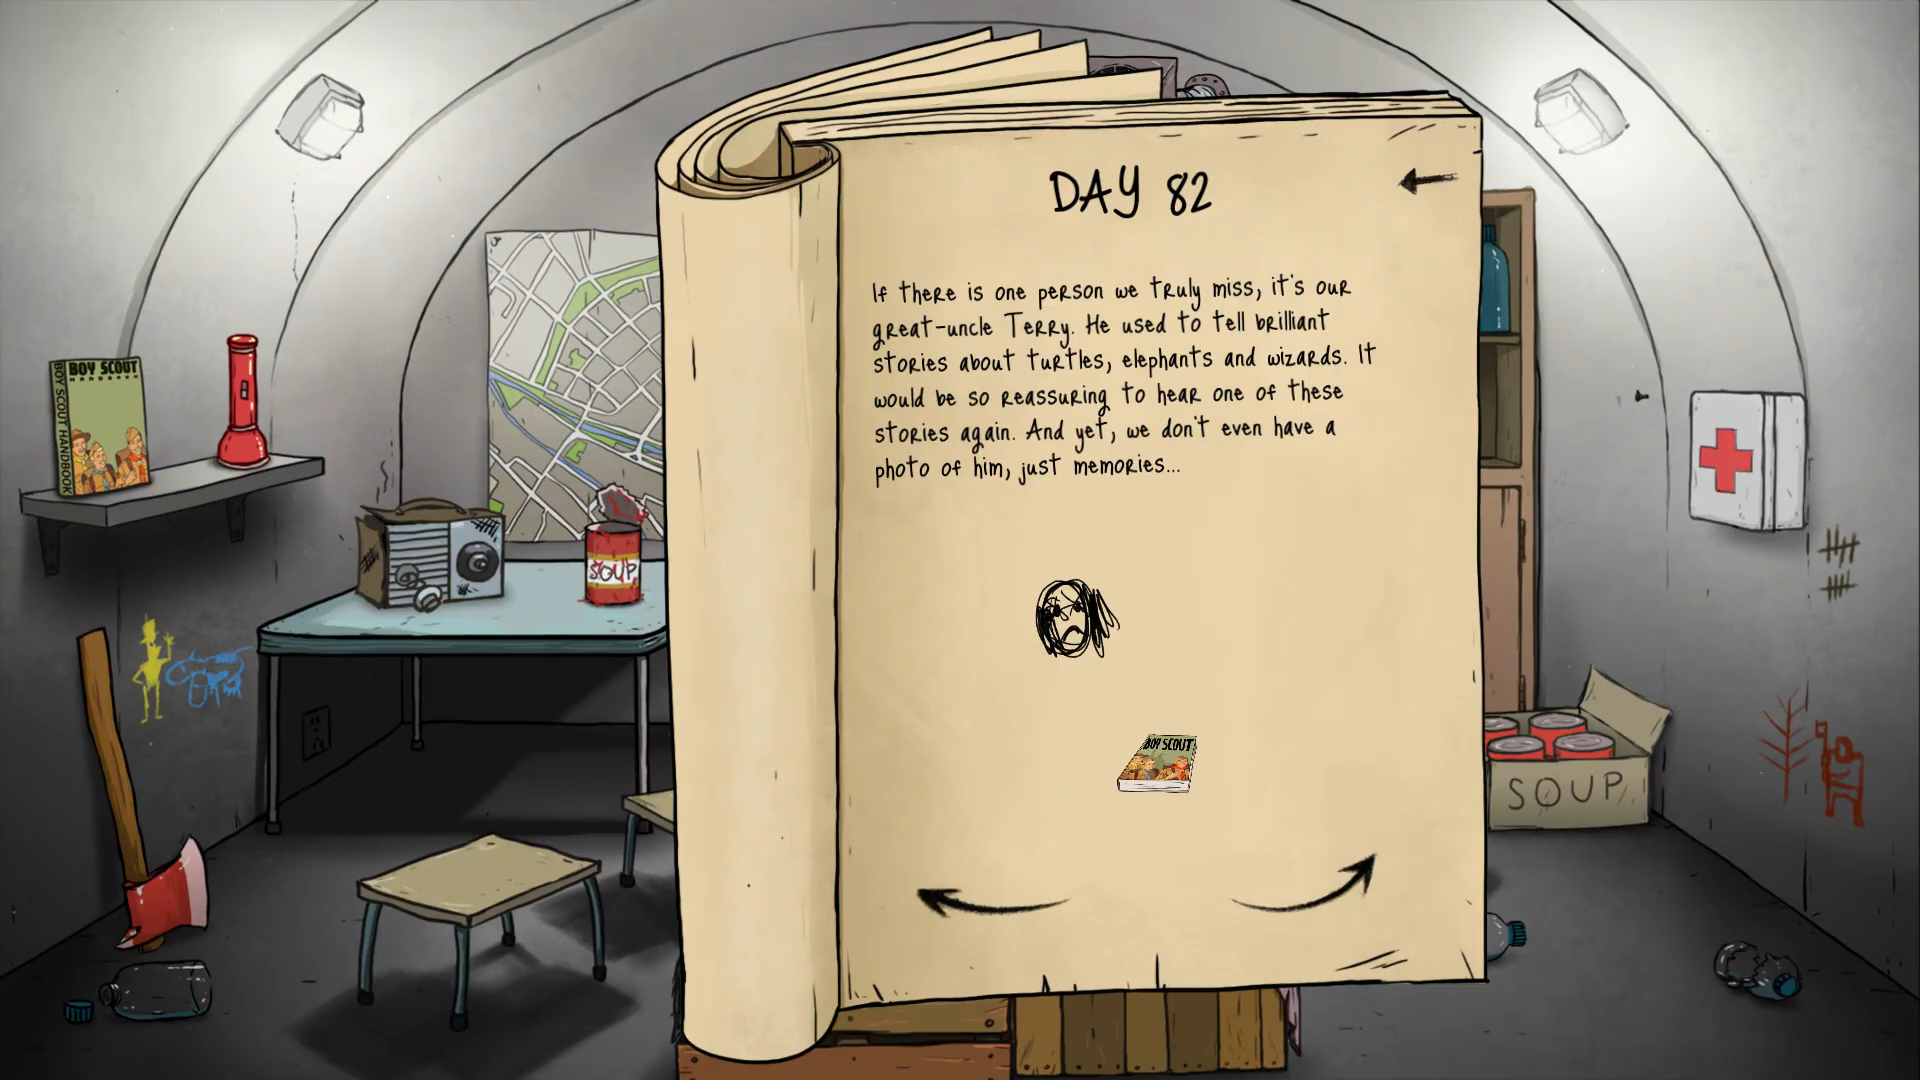 DAY 82
If there is one person we truly miss, it's our
great-uncle Terry. He used to tell brilliant
stories about turtles, elephants and wizards. It
would be so reassuring to hear one of these
stories again. And yet, we don't even have a
photo of him, just memories...
BOY SCOUT
HANDBOOK
BOY SCOUT HANDBOOK
SOUP
BOY SCOUT
SOUP